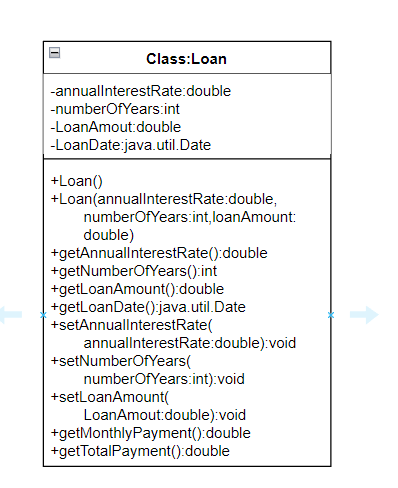 Class:Loan
-annualInterestRate:double
-numberOfYears:int
-LoanAmout:double
-LoanDate:java.util.Date
+Loan()
+Loan(annualInterestRate:double,
numberOfYears:int,loanAmount:
double)
+getAnnualInterestRate():double
+getNumberOfYears():int
+getLoanAmount():double
+getLoanDate():java.util.Date
+setAnnualInterestRate(
annualInterestRate:double):void
+setNumberOfYears(
numberOfYears:int):void
+setLoanAmount(
LoanAmout:double):void
+getMonthlyPayment():double
+getTotalPayment():double